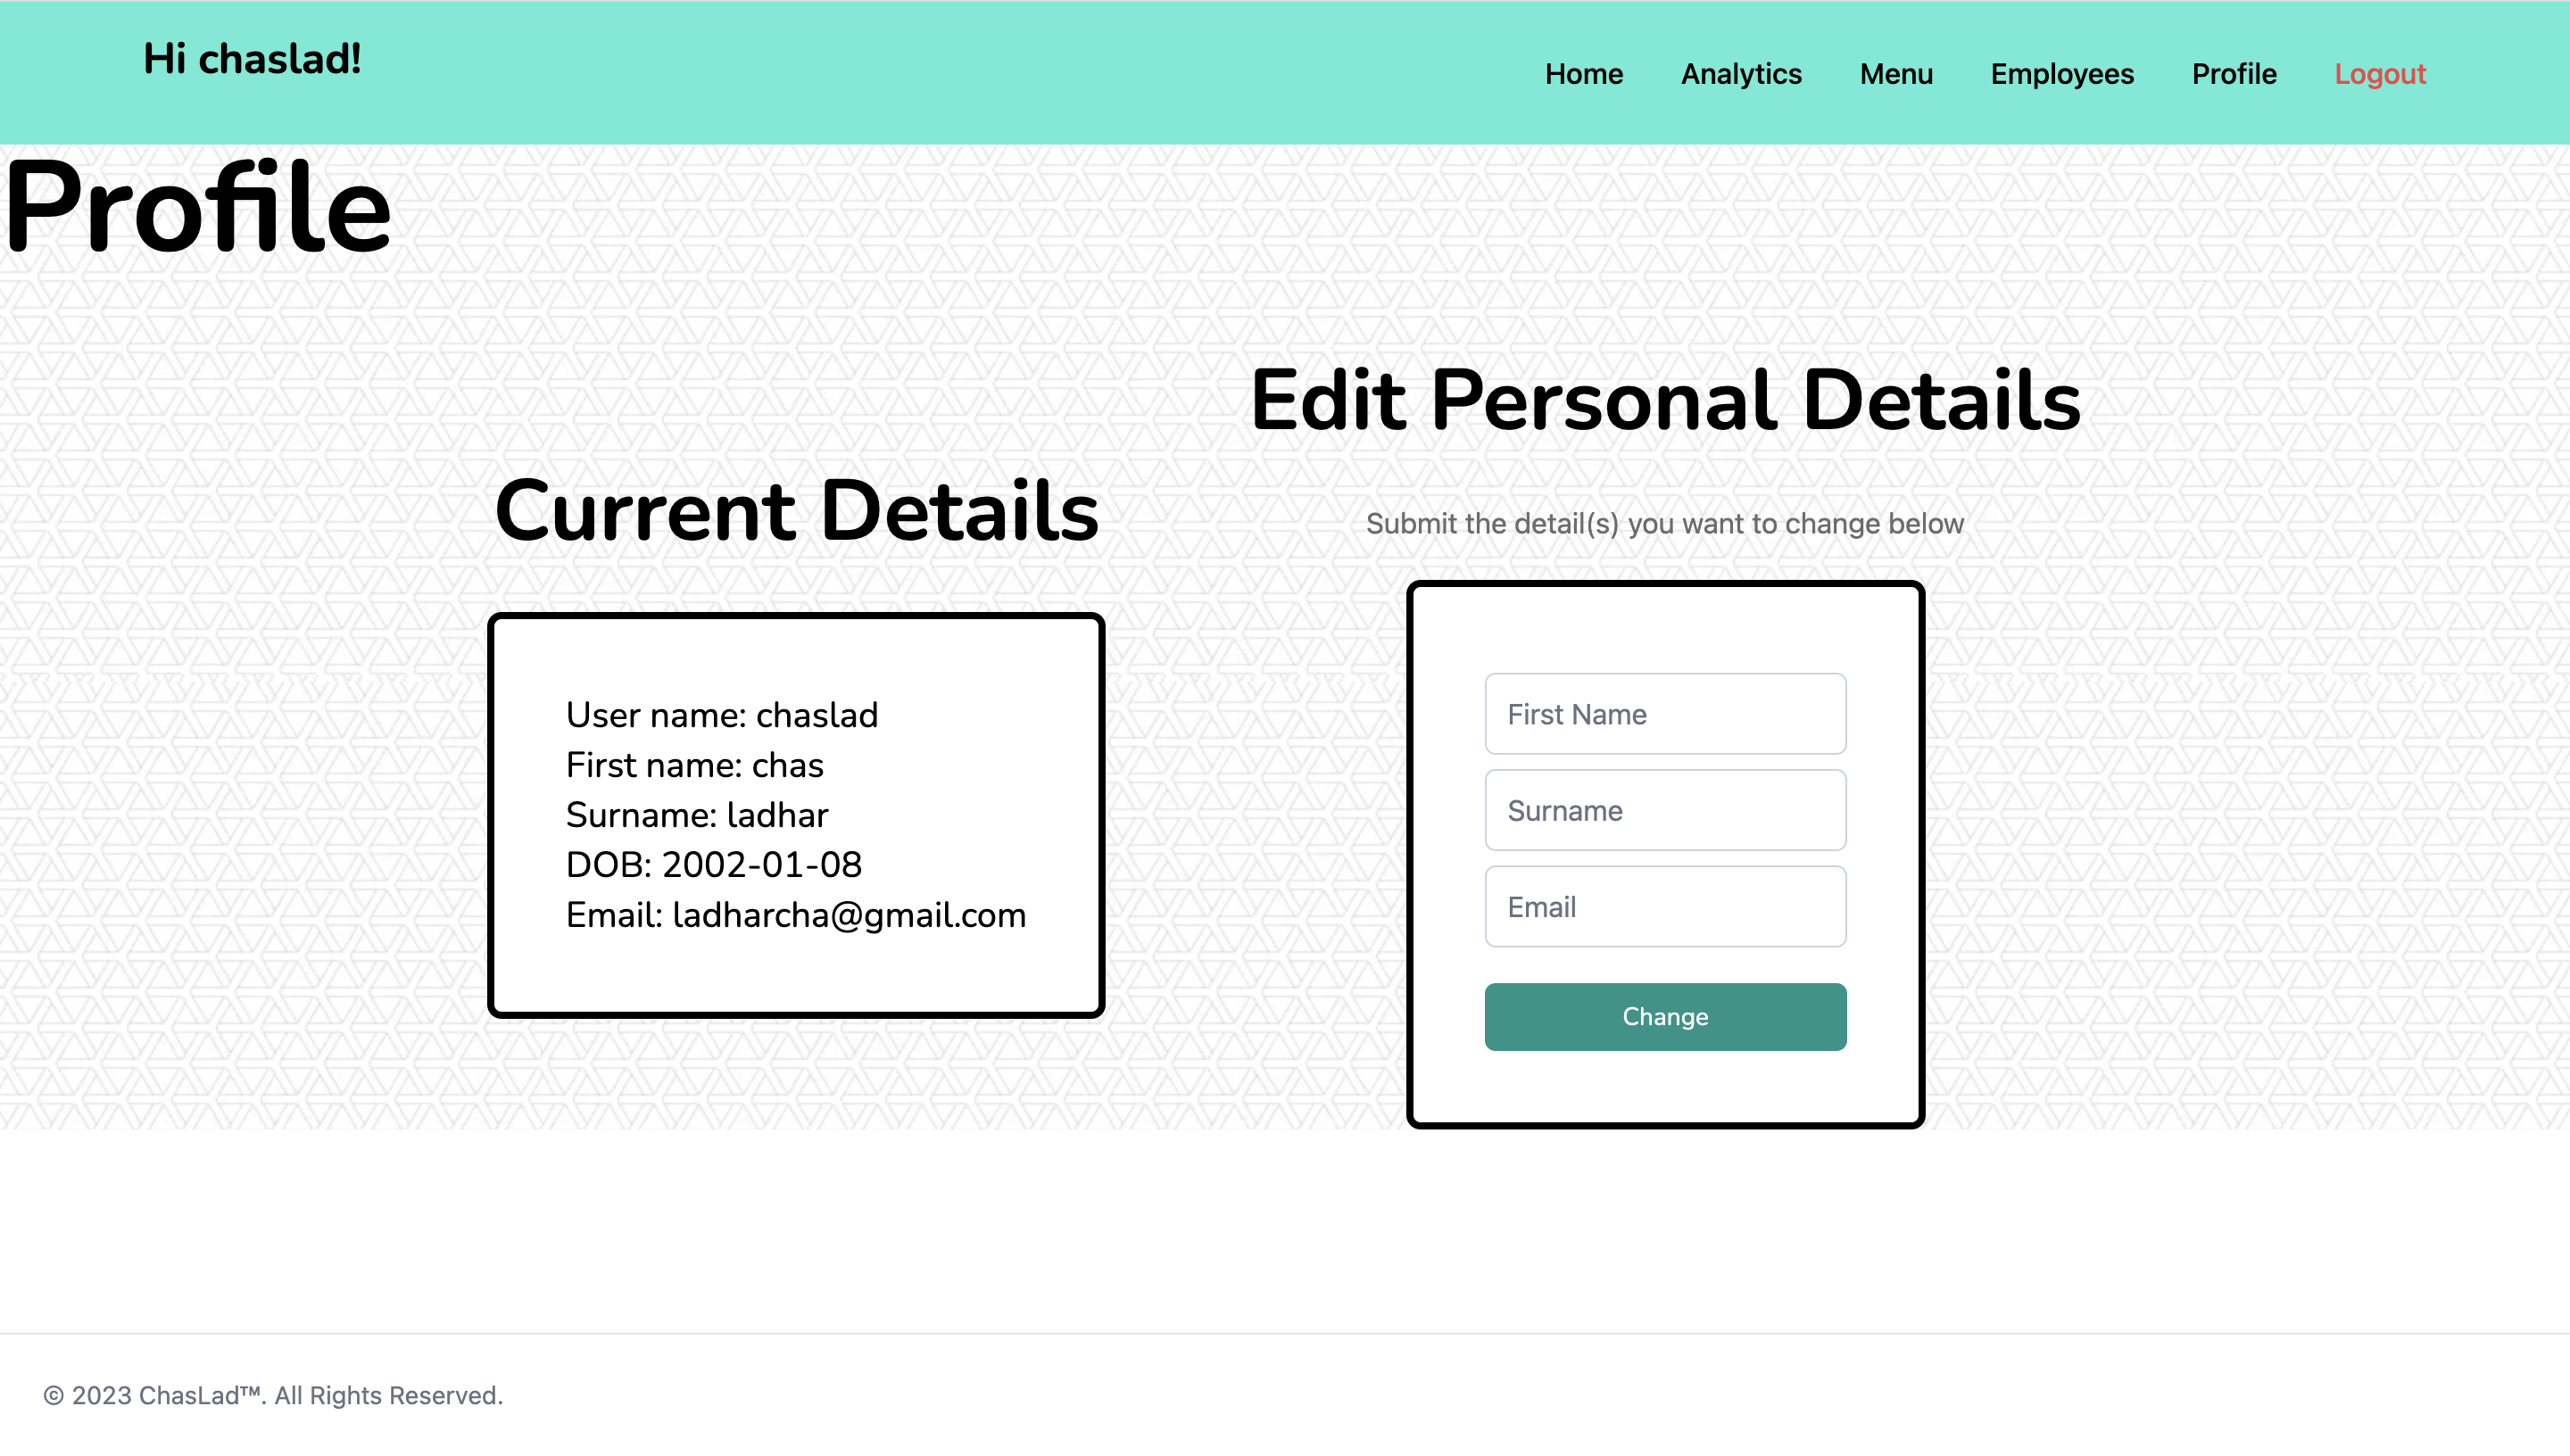 Hi chaslad!
Home Analytics Menu Employees Profile Logout
Profile
Current Details
User name: chaslad
First name: chas
Surname: ladhar
DOB: 2002-01-08
Email: ladharcha@gmail.com
Edit Personal Details
Submit the detail(s) you want to change below
First Name
Surname
Email
Change
© 2023 ChasLad™. All Rights Reserved.